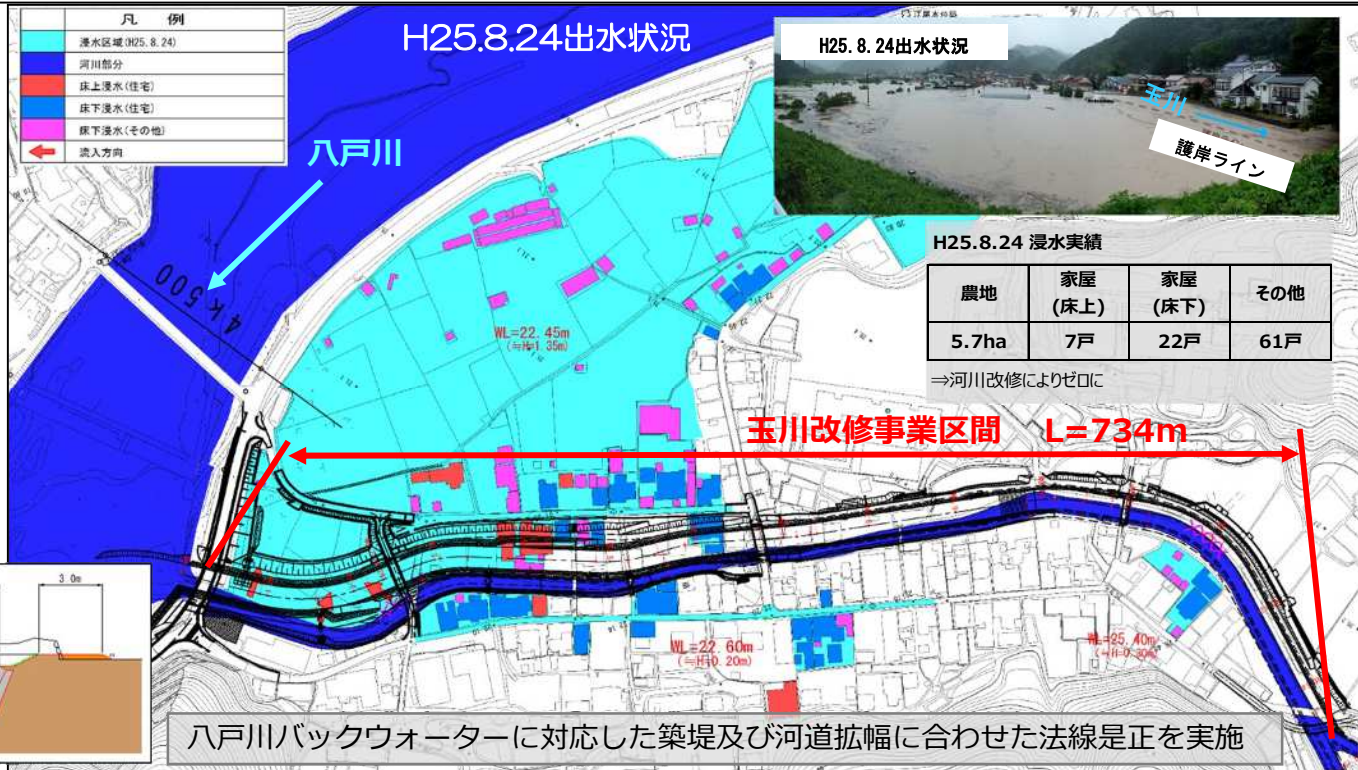 凡　例
浸水区域(H25.8.24)
河川部分
床上浸水(住宅)
床下浸水(住宅)
床下浸水(その他)
流入方向
H25.8.24出水状況
H25.8.24出水状況
玉川
護岸ライン
八戸川
4k500
H25.8.24 浸水実績
農地
家屋
(床上)
家屋
(床下)
その他
5.7ha
7戸
22戸
61戸
⇒河川改修によりゼロに
WL=22.45m
(≒H=1.35m)
玉川改修事業区間　L=734m
WL=22.60m
(≒H=0.20m)
WL=25.40m
(≒H=0.30m)
3.0m
八戸川バックウォーターに対応した築堤及び河道拡幅に合わせた法線是正を実施